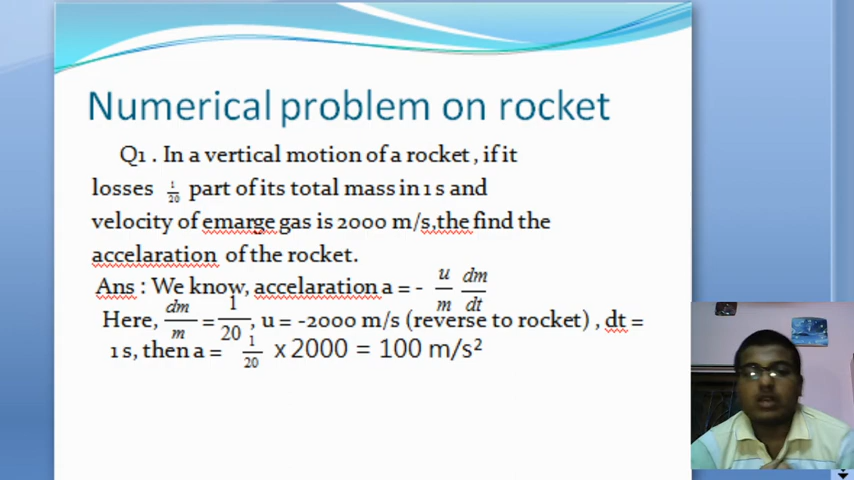 Numerical problem on rocket
Q1 . In a vertical motion of a rocket , if it
losses 1/20 part of its total mass in 1 s and
velocity of emarge gas is 2000 m/s,the find the
accelaration of the rocket.
Ans : We know, accelaration a = - u/m dm/dt
Here, dm/m = 1/20 , u = -2000 m/s (reverse to rocket) , dt =
1 s, then a = 1/20 x 2000 = 100 m/s²